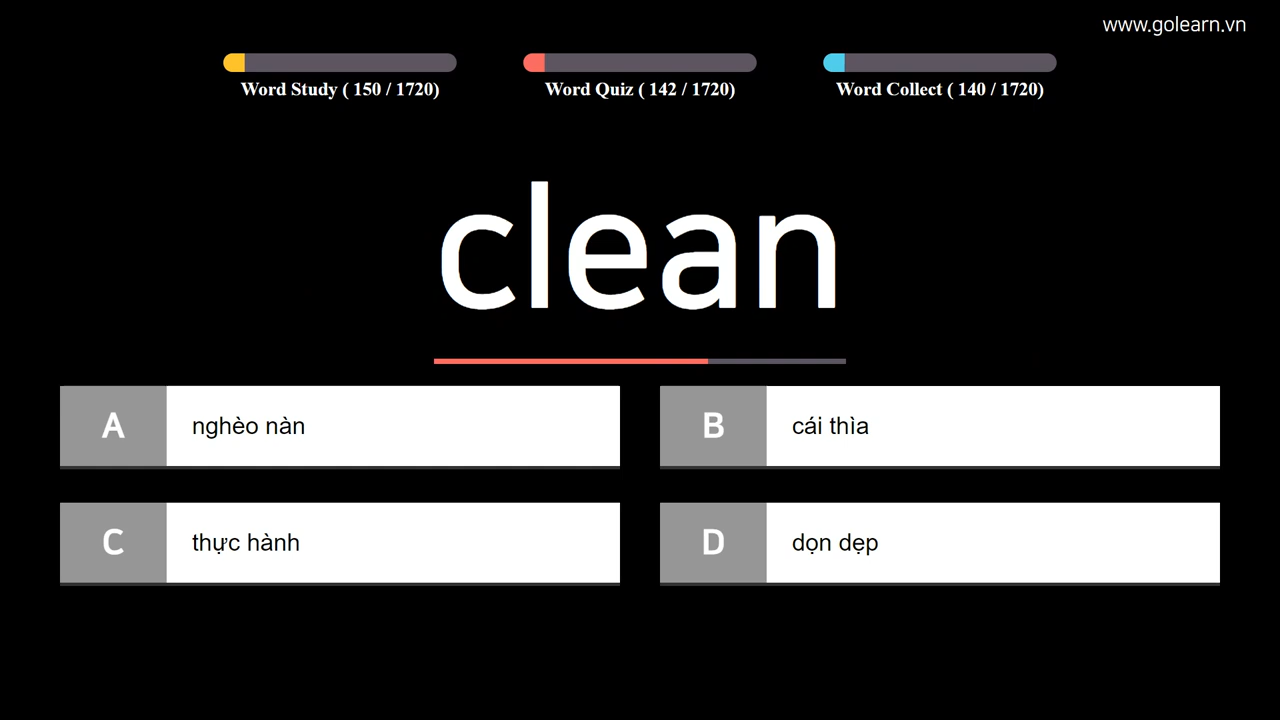 www.golearn.vn
Word Study ( 150 / 1720)
Word Quiz ( 142 / 1720)
Word Collect ( 140 / 1720)
clean
A nghèo nàn
B cái thìa
C thực hành
D dọn dẹp